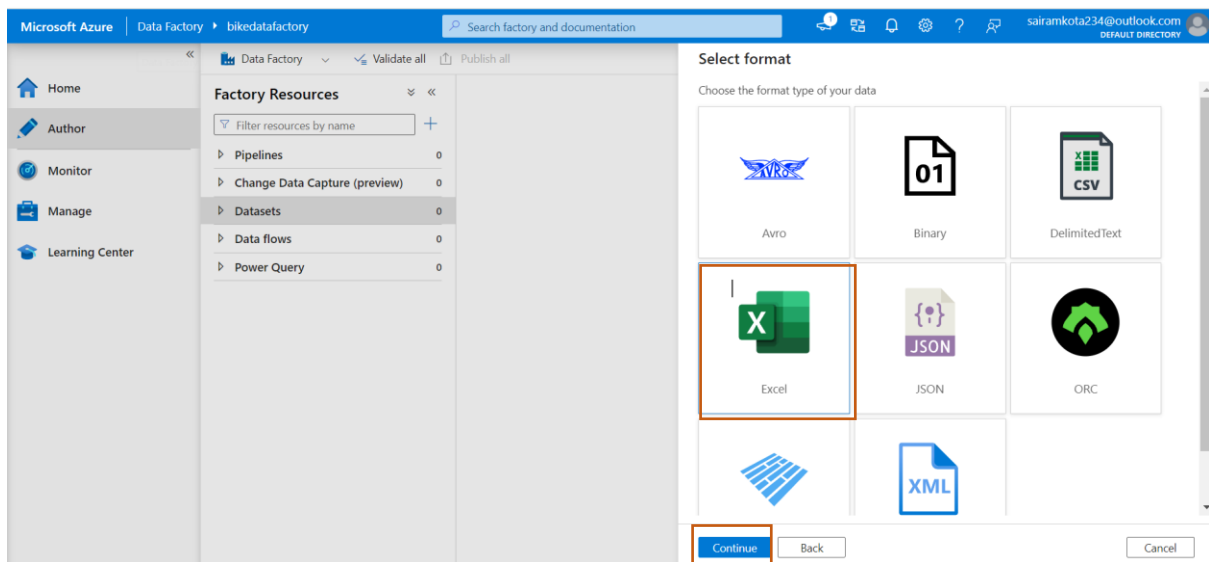 Microsoft Azure
Data Factory
bikedatafactory
Search factory and documentation
1
sairamkota234@outlook.com
DEFAULT DIRECTORY
Home
Author
Monitor
Manage
Learning Center
Data Factory
Validate all
Publish all
Factory Resources
Filter resources by name
Pipelines 0
Change Data Capture (preview) 0
Datasets 0
Data flows 0
Power Query 0
Select format
Choose the format type of your data
AVRO
Avro
01
Binary
X
CSV
DelimitedText
X
Excel
JSON
JSON
ORC
XML
Continue
Back
Cancel